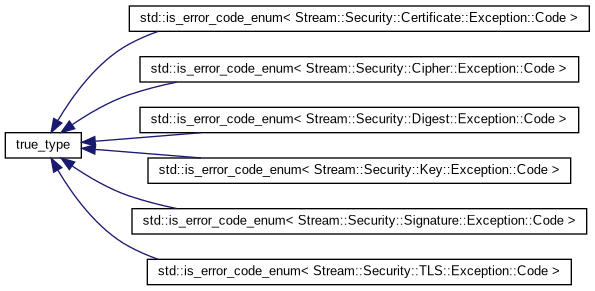 std::is_error_code_enum< Stream::Security::Certificate::Exception::Code >
std::is_error_code_enum< Stream::Security::Cipher::Exception::Code >
std::is_error_code_enum< Stream::Security::Digest::Exception::Code >
true_type
std::is_error_code_enum< Stream::Security::Key::Exception::Code >
std::is_error_code_enum< Stream::Security::Signature::Exception::Code >
std::is_error_code_enum< Stream::Security::TLS::Exception::Code >